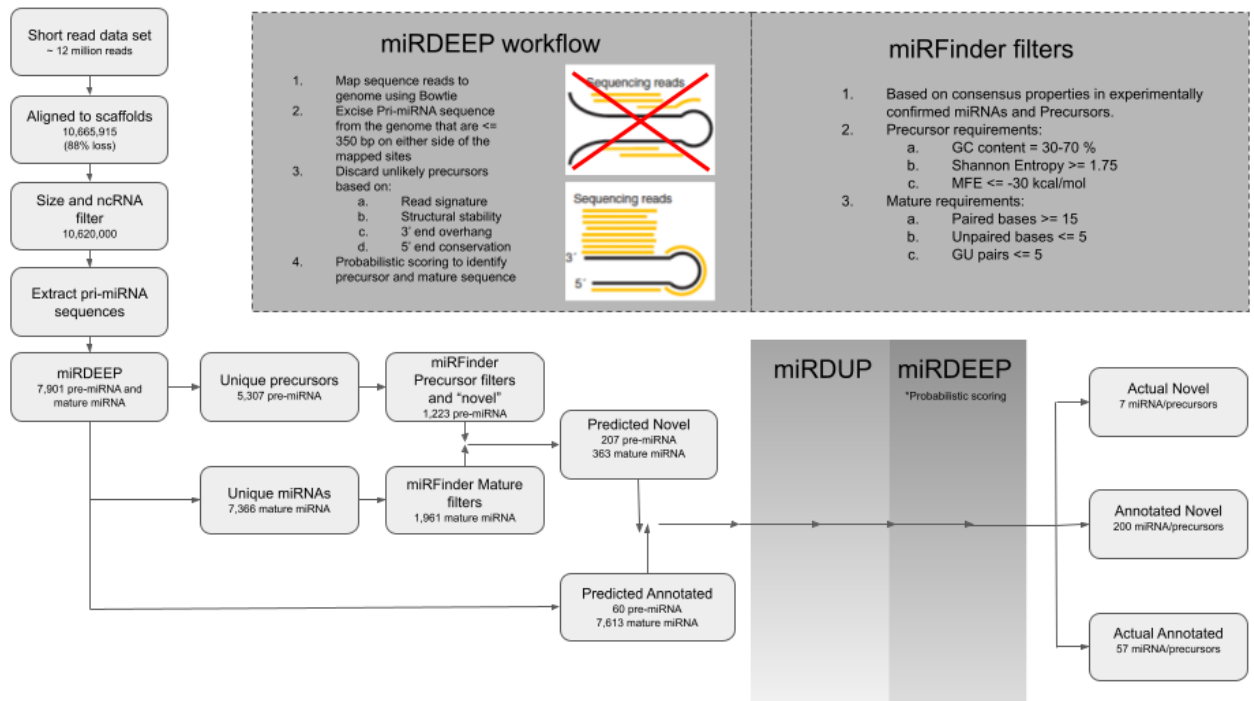 Short read data set
~ 12 million reads
Aligned to scaffolds
10,665,915
(88% loss)
Size and ncRNA
filter
10,620,000
Extract pri-miRNA
sequences
miRDEEP
7,901 pre-miRNA and
mature miRNA
miRDEEP workflow
1. Map sequence reads to
genome using Bowtie
2. Excise Pri-miRNA sequence
from the genome that are <=
350 bp on either side of the
mapped sites
3. Discard unlikely precursors
based on:
a. Read signature
b. Structural stability
c. 3’ end overhang
d. 5’ end conservation
4. Probabilistic scoring to identify
precursor and mature sequence
Sequencing reads
Sequencing reads
3´
5´
miRFinder filters
1. Based on consensus properties in experimentally
confirmed miRNAs and Precursors.
2. Precursor requirements:
a. GC content = 30-70 %
b. Shannon Entropy >= 1.75
c. MFE <= -30 kcal/mol
3. Mature requirements:
a. Paired bases >= 15
b. Unpaired bases <= 5
c. GU pairs <= 5
Unique precursors
5,307 pre-miRNA
miRFinder
Precursor filters
and “novel”
1,223 pre-miRNA
Unique miRNAs
7,366 mature miRNA
miRFinder Mature
filters
1,961 mature miRNA
Predicted Novel
207 pre-miRNA
363 mature miRNA
Predicted Annotated
60 pre-miRNA
7,613 mature miRNA
miRDUP
miRDEEP
*Probabilistic scoring
Actual Novel
7 miRNA/precursors
Annotated Novel
200 miRNA/precursors
Actual Annotated
57 miRNA/precursors